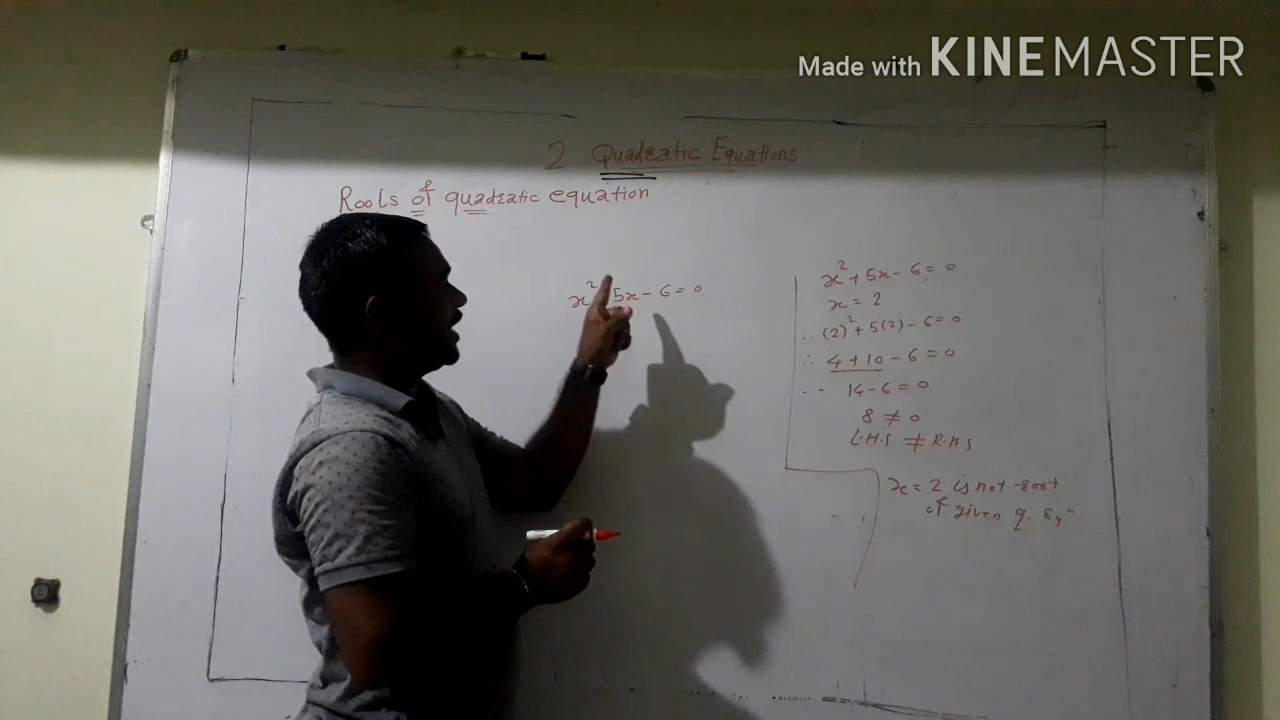 Made with KINEMASTER
2 Quadratic Equations
Roots of quadratic equation
x² 5x - 6 = 0
x² + 5x - 6 = 0
x = 2
∴ (2)² + 5(2) - 6 = 0
∴ 4 + 10 - 6 = 0
∴ 14 - 6 = 0
8 ≠ 0
L.H.S. ≠ R.H.S
x = 2 is not root
of given q. Eqⁿ